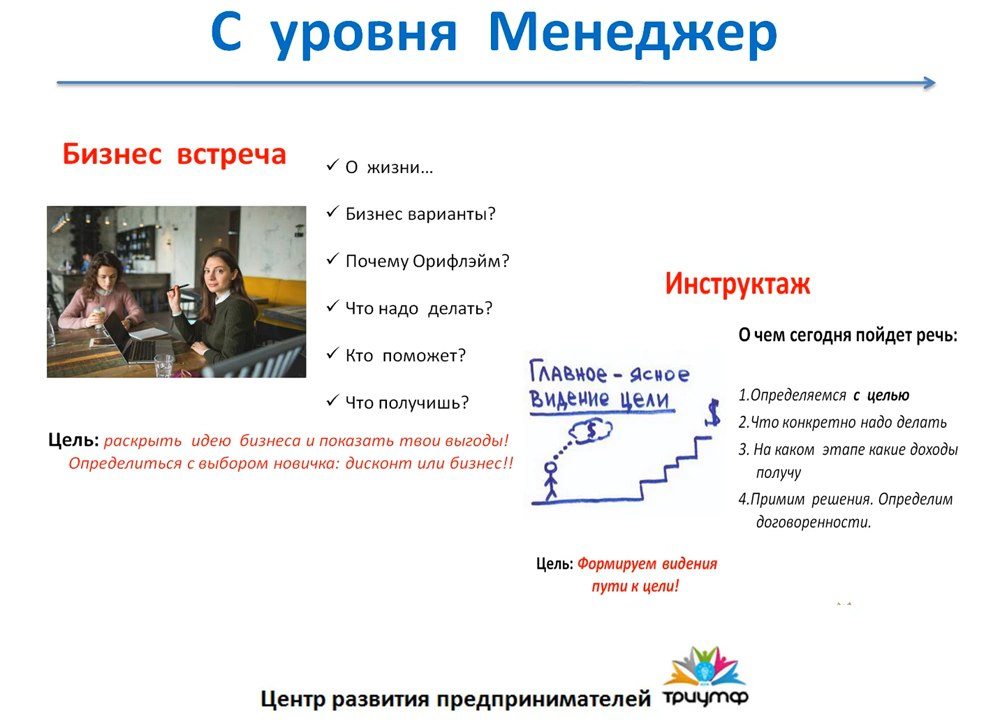 С уровня Менеджер
Бизнес встреча
✓ О жизни...
✓ Бизнес варианты?
✓ Почему Орифлэйм?
✓ Что надо делать?
✓ Кто поможет?
✓ Что получишь?
Цель: раскрыть идею бизнеса и показать твои выгоды!
Определиться с выбором новичка: дисконт или бизнес!!
Инструктаж
Главное - ясное
видение цели
$
$
О чем сегодня пойдет речь:
1.Определяемся с целью
2.Что конкретно надо делать
3. На каком этапе какие доходы
получу
4.Примим решения. Определим
договоренности.
Цель: Формируем видения
пути к цели!
Центр развития предпринимателей
триумф